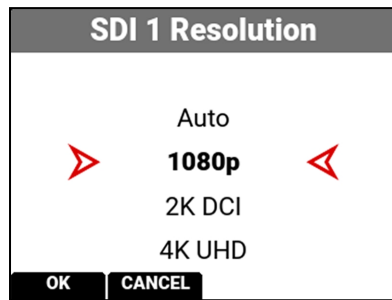 SDI 1 Resolution
Auto
1080p
2K DCI
4K UHD
OK CANCEL